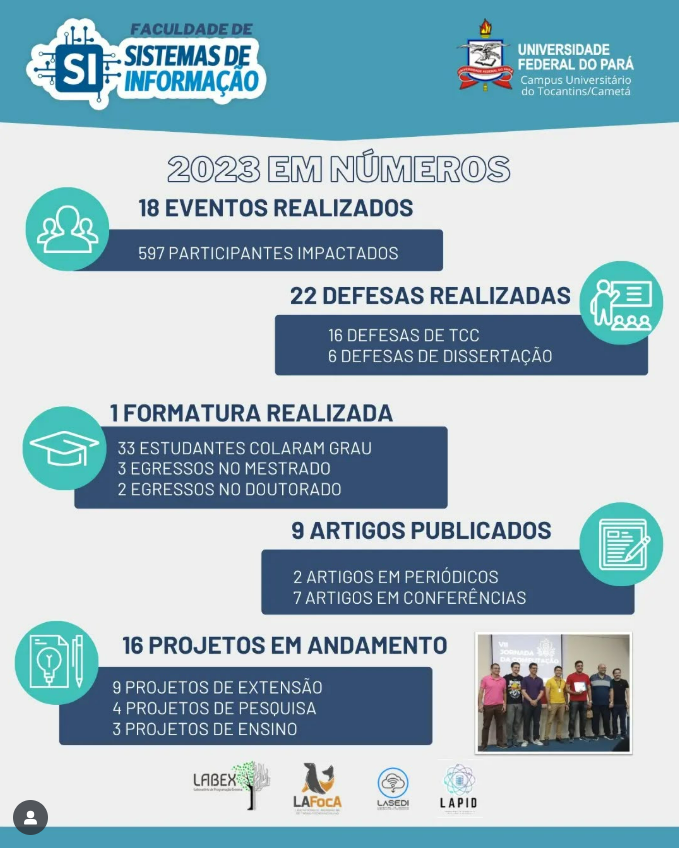 FACULDADE DE
SI
SISTEMAS DE
INFORMAÇÃO
UNIVERSIDADE
FEDERAL DO PARÁ
Campus Universitário
do Tocantins/Cametá
2023 EM NÚMEROS
18 EVENTOS REALIZADOS
597 PARTICIPANTES IMPACTADOS
22 DEFESAS REALIZADAS
16 DEFESAS DE TCC
6 DEFESAS DE DISSERTAÇÃO
1 FORMATURA REALIZADA
33 ESTUDANTES COLARAM GRAU
3 EGRESSOS NO MESTRADO
2 EGRESSOS NO DOUTORADO
9 ARTIGOS PUBLICADOS
2 ARTIGOS EM PERIÓDICOS
7 ARTIGOS EM CONFERÊNCIAS
16 PROJETOS EM ANDAMENTO
9 PROJETOS DE EXTENSÃO
4 PROJETOS DE PESQUISA
3 PROJETOS DE ENSINO
VII
JORNADA
DA COMPUTAÇÃO
LABEX
LAFocA
LASEDI
LAPID